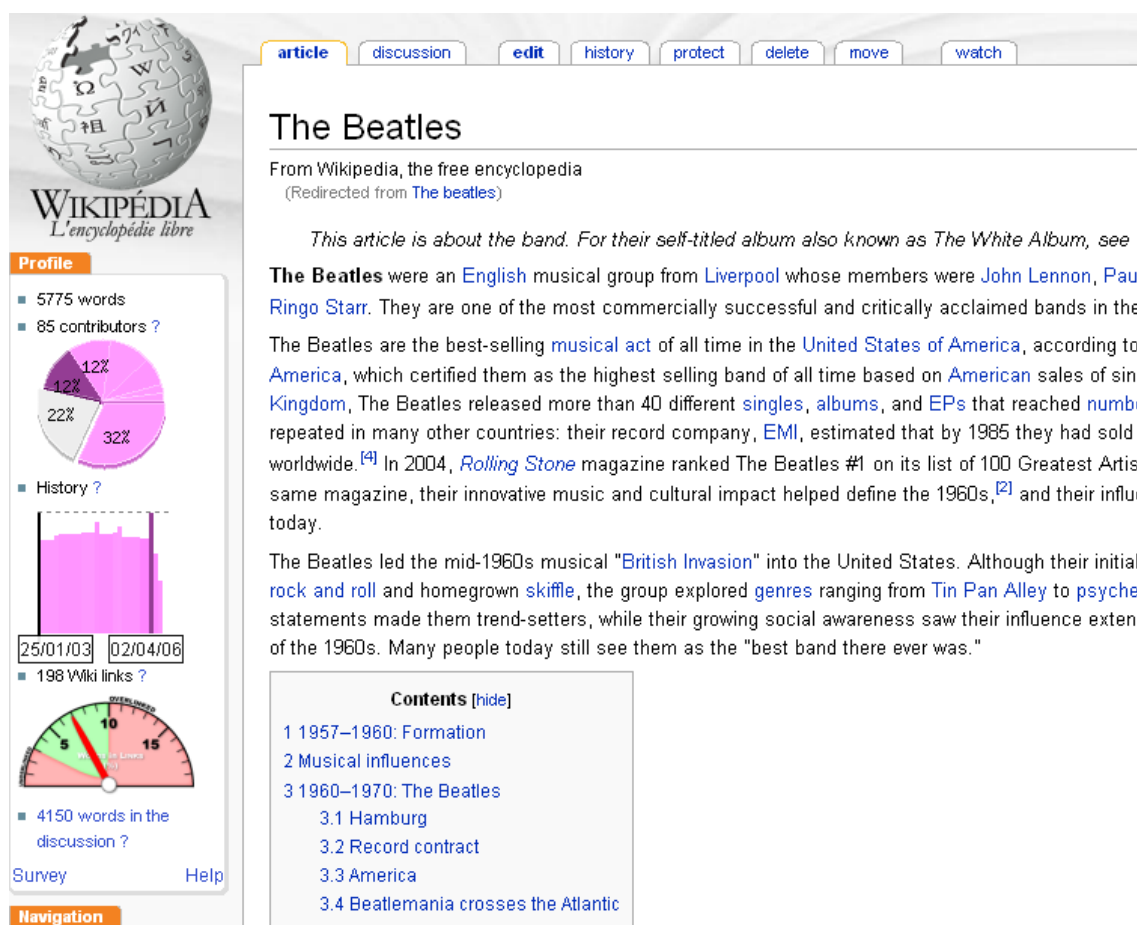 article discussion edit history protect delete move watch
WIKIPÉDIA
L'encyclopédie libre
Profile
5775 words
85 contributors ?
12%
12%
22%
32%
History ?
25/01/03 02/04/06
198 Wiki links ?
OVERLINKED
5 10 15
4150 words in the
discussion ?
Survey Help
Navigation
The Beatles
From Wikipedia, the free encyclopedia
(Redirected from The beatles)
This article is about the band. For their self-titled album also known as The White Album, see
The Beatles were an English musical group from Liverpool whose members were John Lennon, Pau
Ringo Starr. They are one of the most commercially successful and critically acclaimed bands in the
The Beatles are the best-selling musical act of all time in the United States of America, according to
America, which certified them as the highest selling band of all time based on American sales of sin
Kingdom, The Beatles released more than 40 different singles, albums, and EPs that reached numbe
repeated in many other countries: their record company, EMI, estimated that by 1985 they had sold
worldwide.[4] In 2004, Rolling Stone magazine ranked The Beatles #1 on its list of 100 Greatest Artis
same magazine, their innovative music and cultural impact helped define the 1960s,[2] and their influe
today.
The Beatles led the mid-1960s musical "British Invasion" into the United States. Although their initial
rock and roll and homegrown skiffle, the group explored genres ranging from Tin Pan Alley to psyche
statements made them trend-setters, while their growing social awareness saw their influence exten
of the 1960s. Many people today still see them as the "best band there ever was."
Contents [hide]
1 1957–1960: Formation
2 Musical influences
3 1960–1970: The Beatles
3.1 Hamburg
3.2 Record contract
3.3 America
3.4 Beatlemania crosses the Atlantic